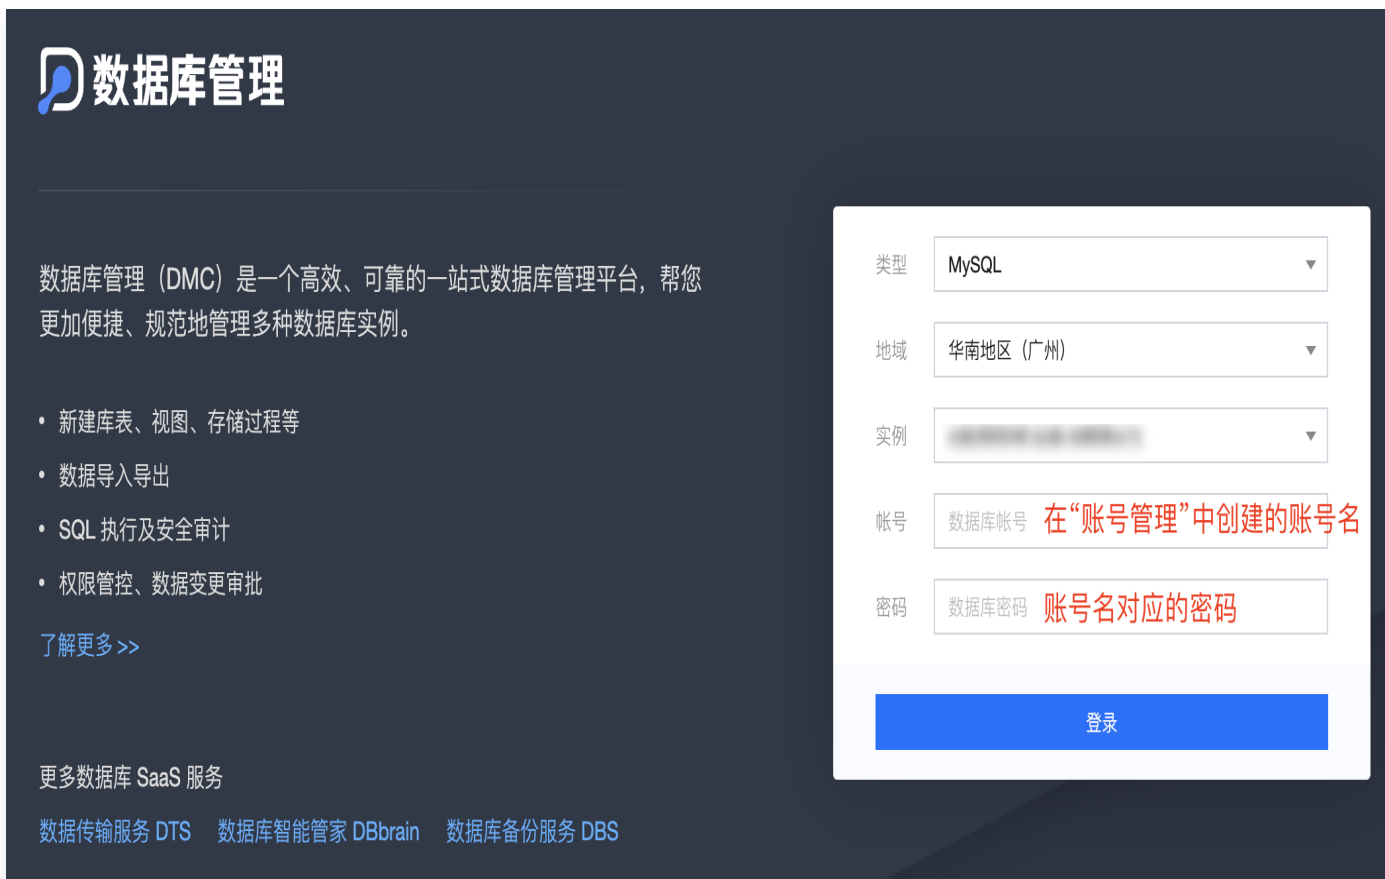 数据库管理
数据库管理（DMC）是一个高效、可靠的一站式数据库管理平台，帮您
更加便捷、规范地管理多种数据库实例。
• 新建库表、视图、存储过程等
• 数据导入导出
• SQL 执行及安全审计
• 权限管控、数据变更审批
了解更多 >>
更多数据库 SaaS 服务
数据传输服务 DTS 数据库智能管家 DBbrain 数据库备份服务 DBS
类型 MySQL
地域 华南地区（广州）
实例
帐号 数据库帐号 在“账号管理”中创建的账号名
密码 数据库密码 账号名对应的密码
登录